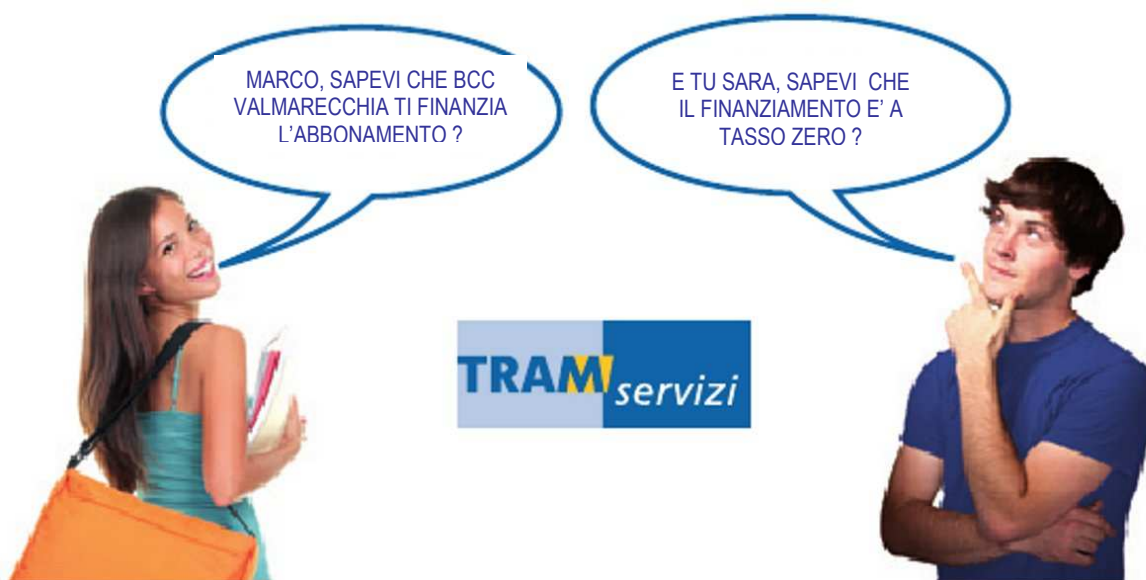 MARCO, SAPEVI CHE BCC
VALMARECCHIA TI FINANZIA
L'ABBONAMENTO ?
E TU SARA, SAPEVI CHE
IL FINANZIAMENTO E' A
TASSO ZERO ?
TRAM servizi